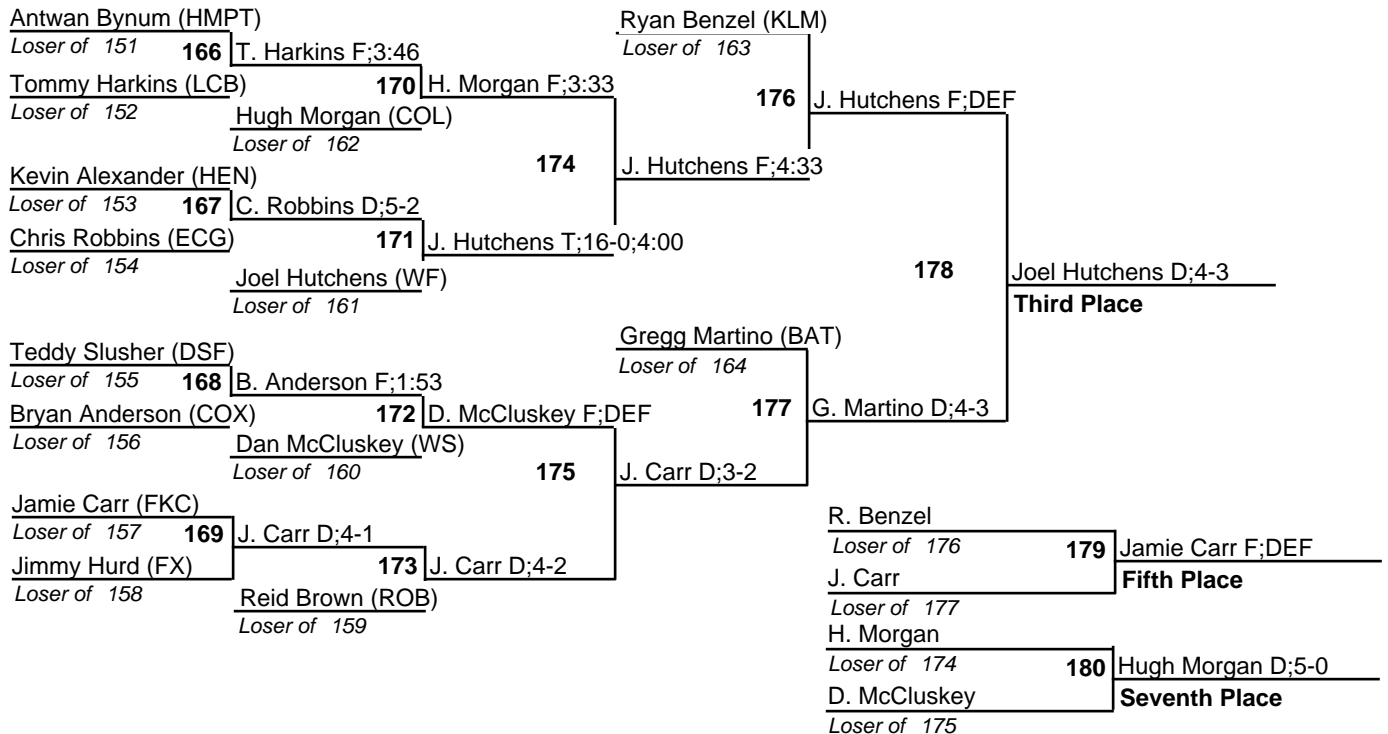 Antwan Bynum (HMPT)
Loser of 151
166
T. Harkins F;3:46
Tommy Harkins (LCB)
Loser of 152
170
H. Morgan F;3:33
Hugh Morgan (COL)
Loser of 162
Kevin Alexander (HEN)
Loser of 153
167
C. Robbins D;5-2
Chris Robbins (ECG)
Loser of 154
171
J. Hutchens T;16-0;4:00
Joel Hutchens (WF)
Loser of 161
174
J. Hutchens F;4:33
Ryan Benzel (KLM)
Loser of 163
176
J. Hutchens F;DEF
178
Joel Hutchens D;4-3
Third Place
Teddy Slusher (DSF)
Loser of 155
168
B. Anderson F;1:53
Bryan Anderson (COX)
Loser of 156
172
D. McCluskey F;DEF
Dan McCluskey (WS)
Loser of 160
Jamie Carr (FKC)
Loser of 157
169
J. Carr D;4-1
Jimmy Hurd (FX)
Loser of 158
173
J. Carr D;4-2
Reid Brown (ROB)
Loser of 159
175
J. Carr D;3-2
Gregg Martino (BAT)
Loser of 164
177
G. Martino D;4-3
R. Benzel
Loser of 176
179
Jamie Carr F;DEF
J. Carr
Fifth Place
Loser of 177
H. Morgan
Loser of 174
180
Hugh Morgan D;5-0
D. McCluskey
Seventh Place
Loser of 175